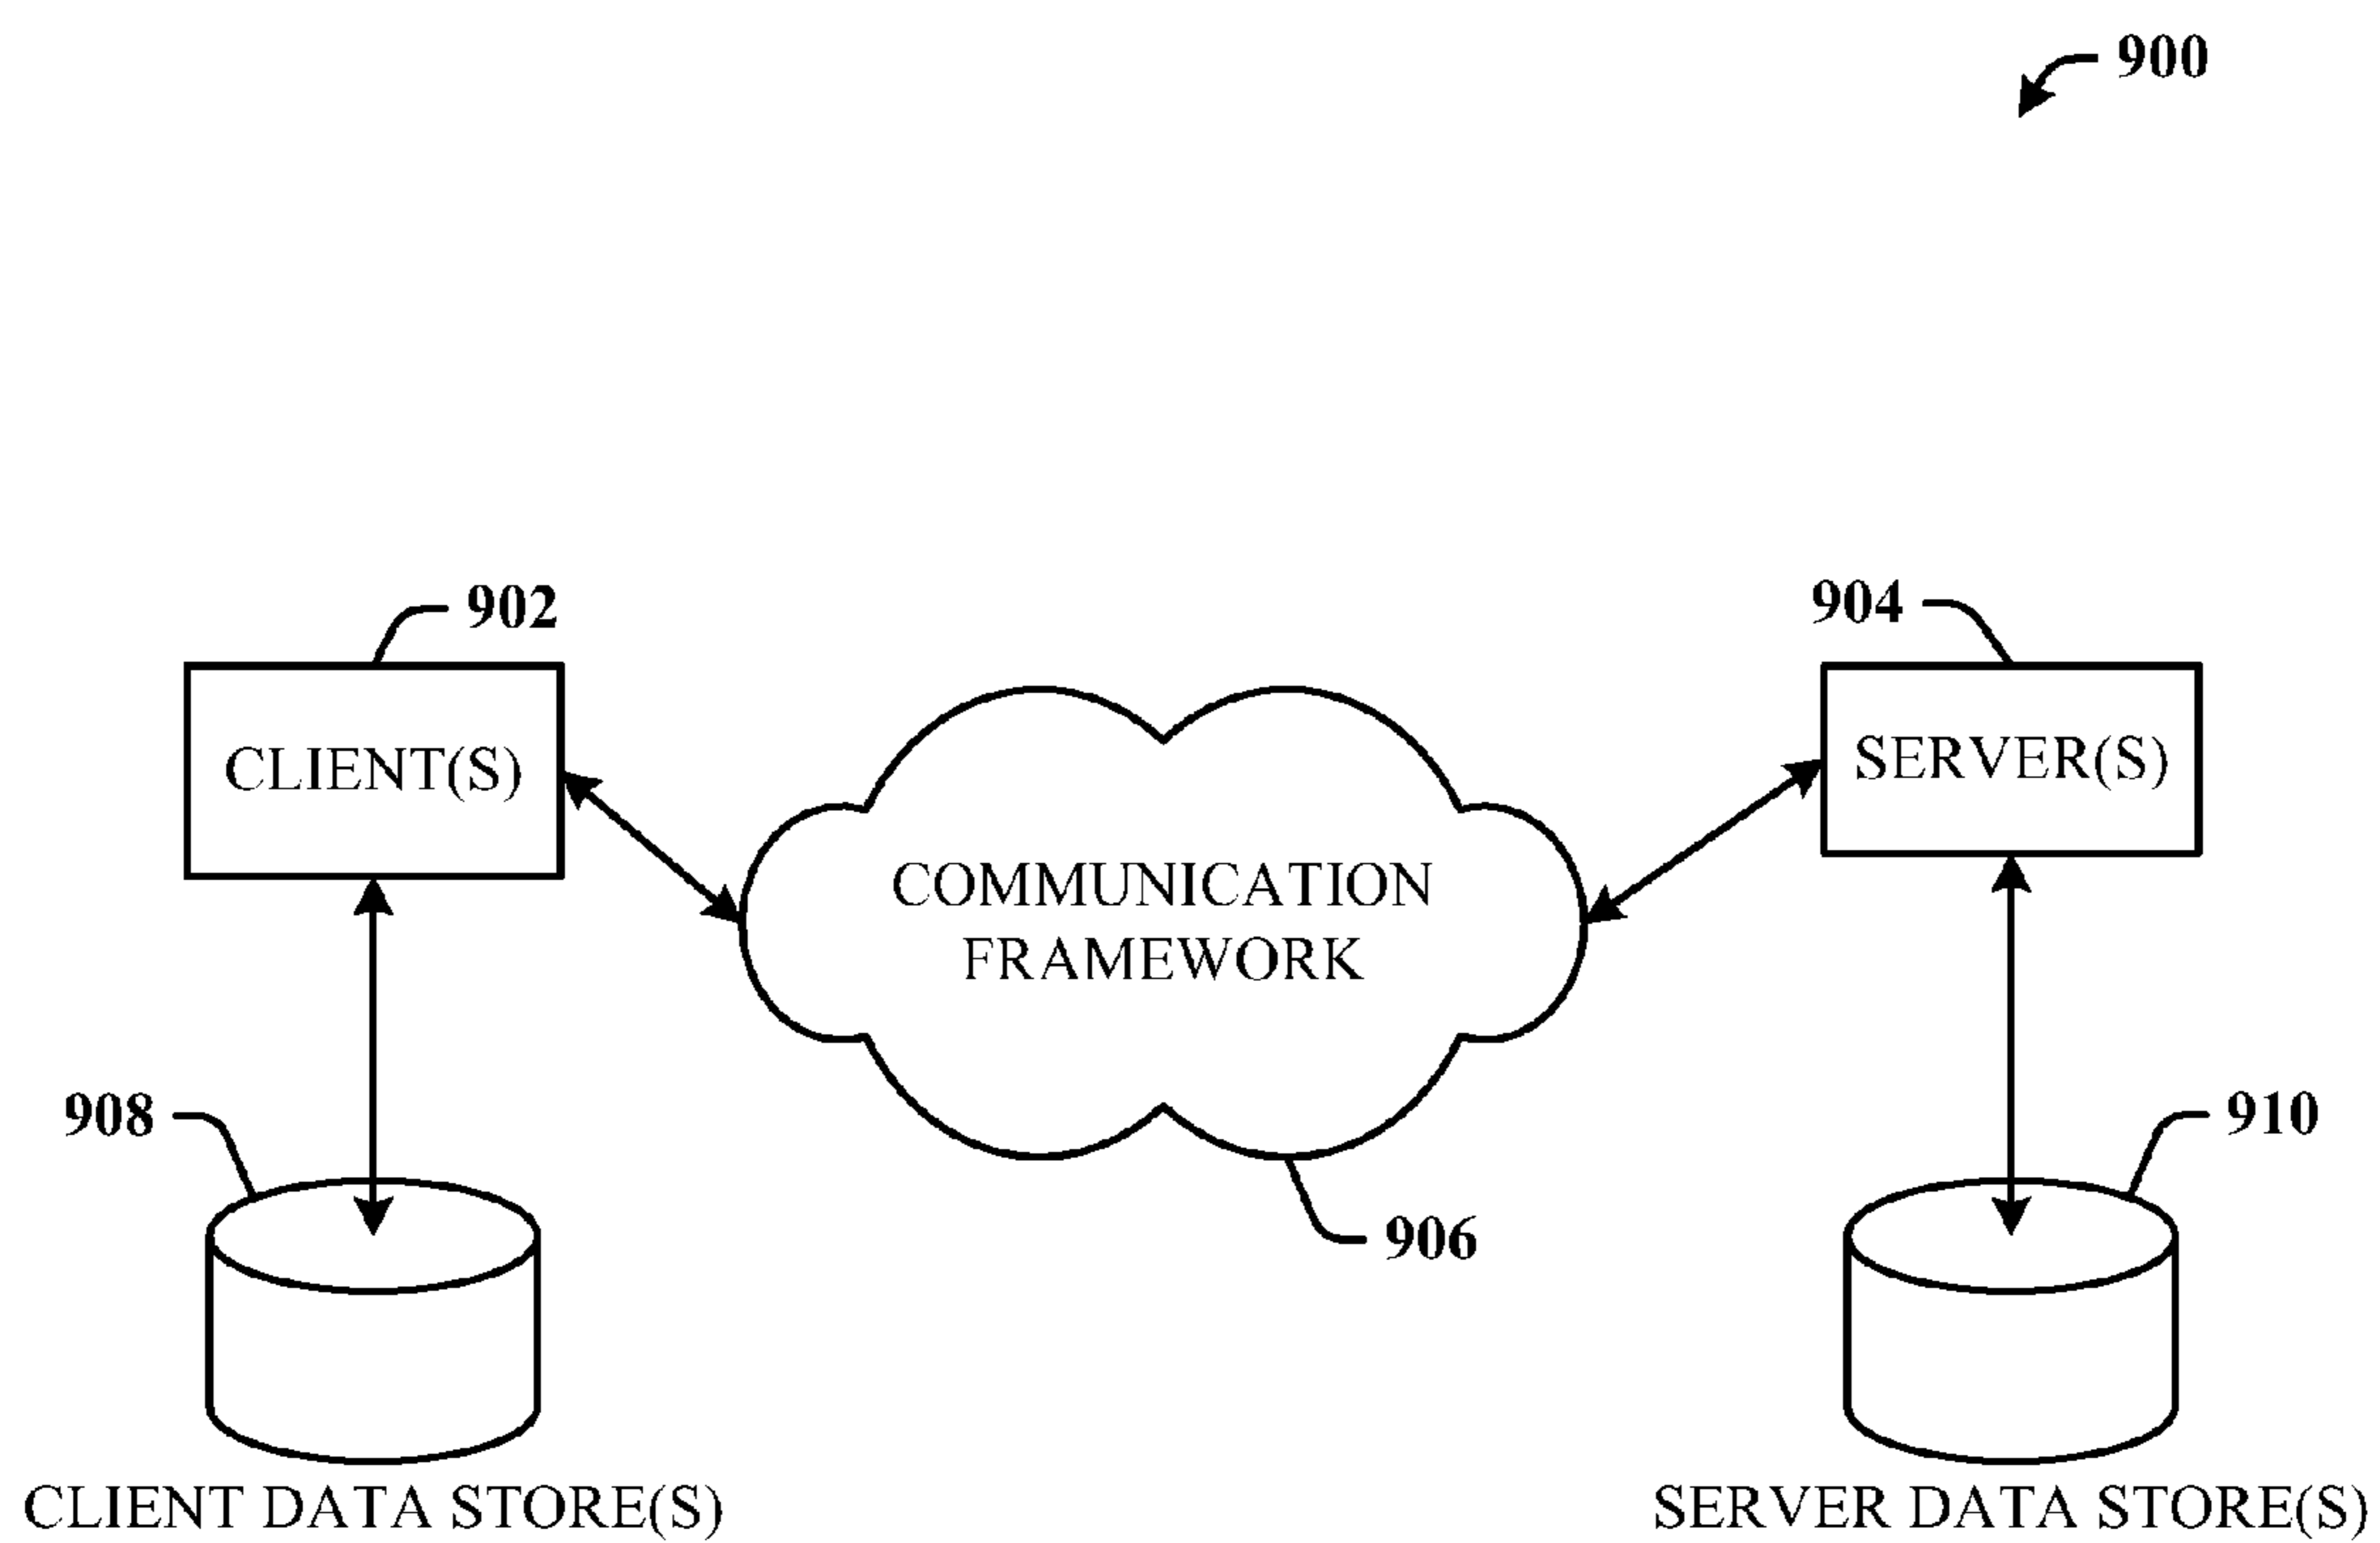 900
902
904
CLIENT(S)
SERVER(S)
COMMUNICATION
FRAMEWORK
908
910
906
CLIENT DATA STORE(S)
SERVER DATA STORE(S)